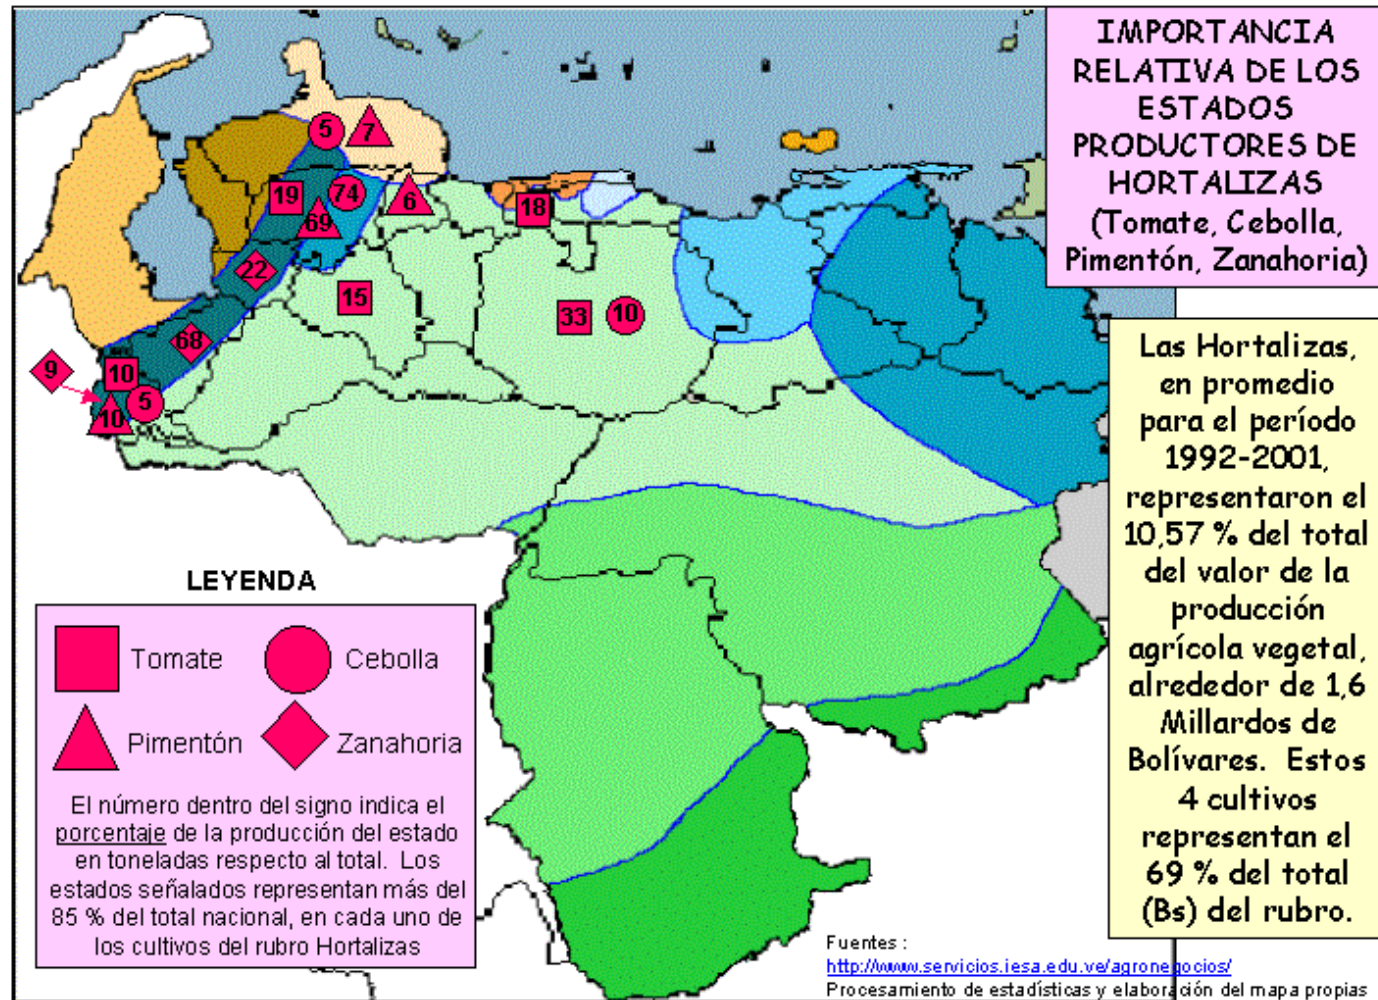 IMPORTANCIA
RELATIVA DE LOS
ESTADOS
PRODUCTORES DE
HORTALIZAS
(Tomate, Cebolla,
Pimentón, Zanahoria)
5
7
19
74
6
69
18
22
15
33
10
68
9
10
5
10
Las Hortalizas,
en promedio
para el período
1992-2001,
representaron el
10,57 % del total
del valor de la
producción
agrícola vegetal,
alrededor de 1,6
Millardos de
Bolívares. Estos
4 cultivos
representan el
69 % del total
(Bs) del rubro.
LEYENDA
Tomate
Cebolla
Pimentón
Zanahoria
El número dentro del signo indica el
porcentaje de la producción del estado
en toneladas respecto al total. Los
estados señalados representan más del
85 % del total nacional, en cada uno de
los cultivos del rubro Hortalizas
Fuentes :
http://www.servicios.iesa.edu.ve/agronegocios/
Procesamiento de estadísticas y elaboración del mapa propias